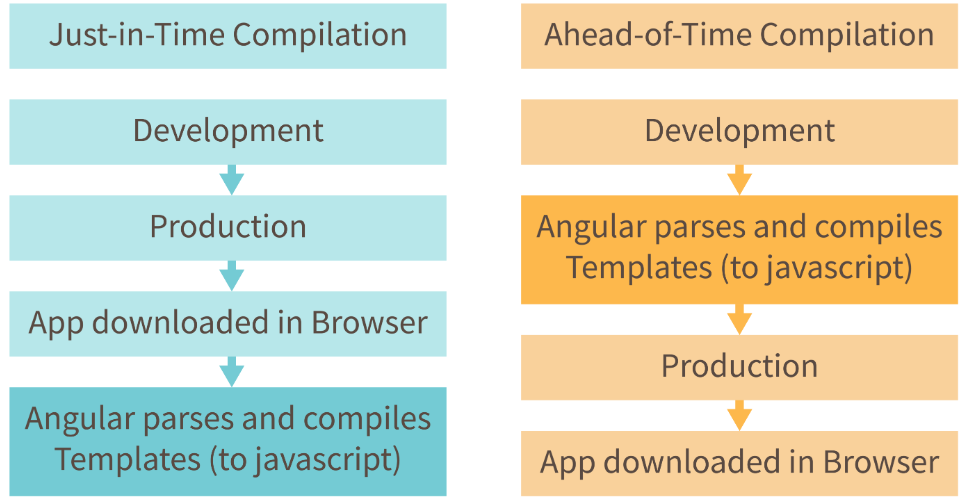 Just-in-Time Compilation
Development
Production
App downloaded in Browser
Angular parses and compiles
Templates (to javascript)
Ahead-of-Time Compilation
Development
Angular parses and compiles
Templates (to javascript)
Production
App downloaded in Browser